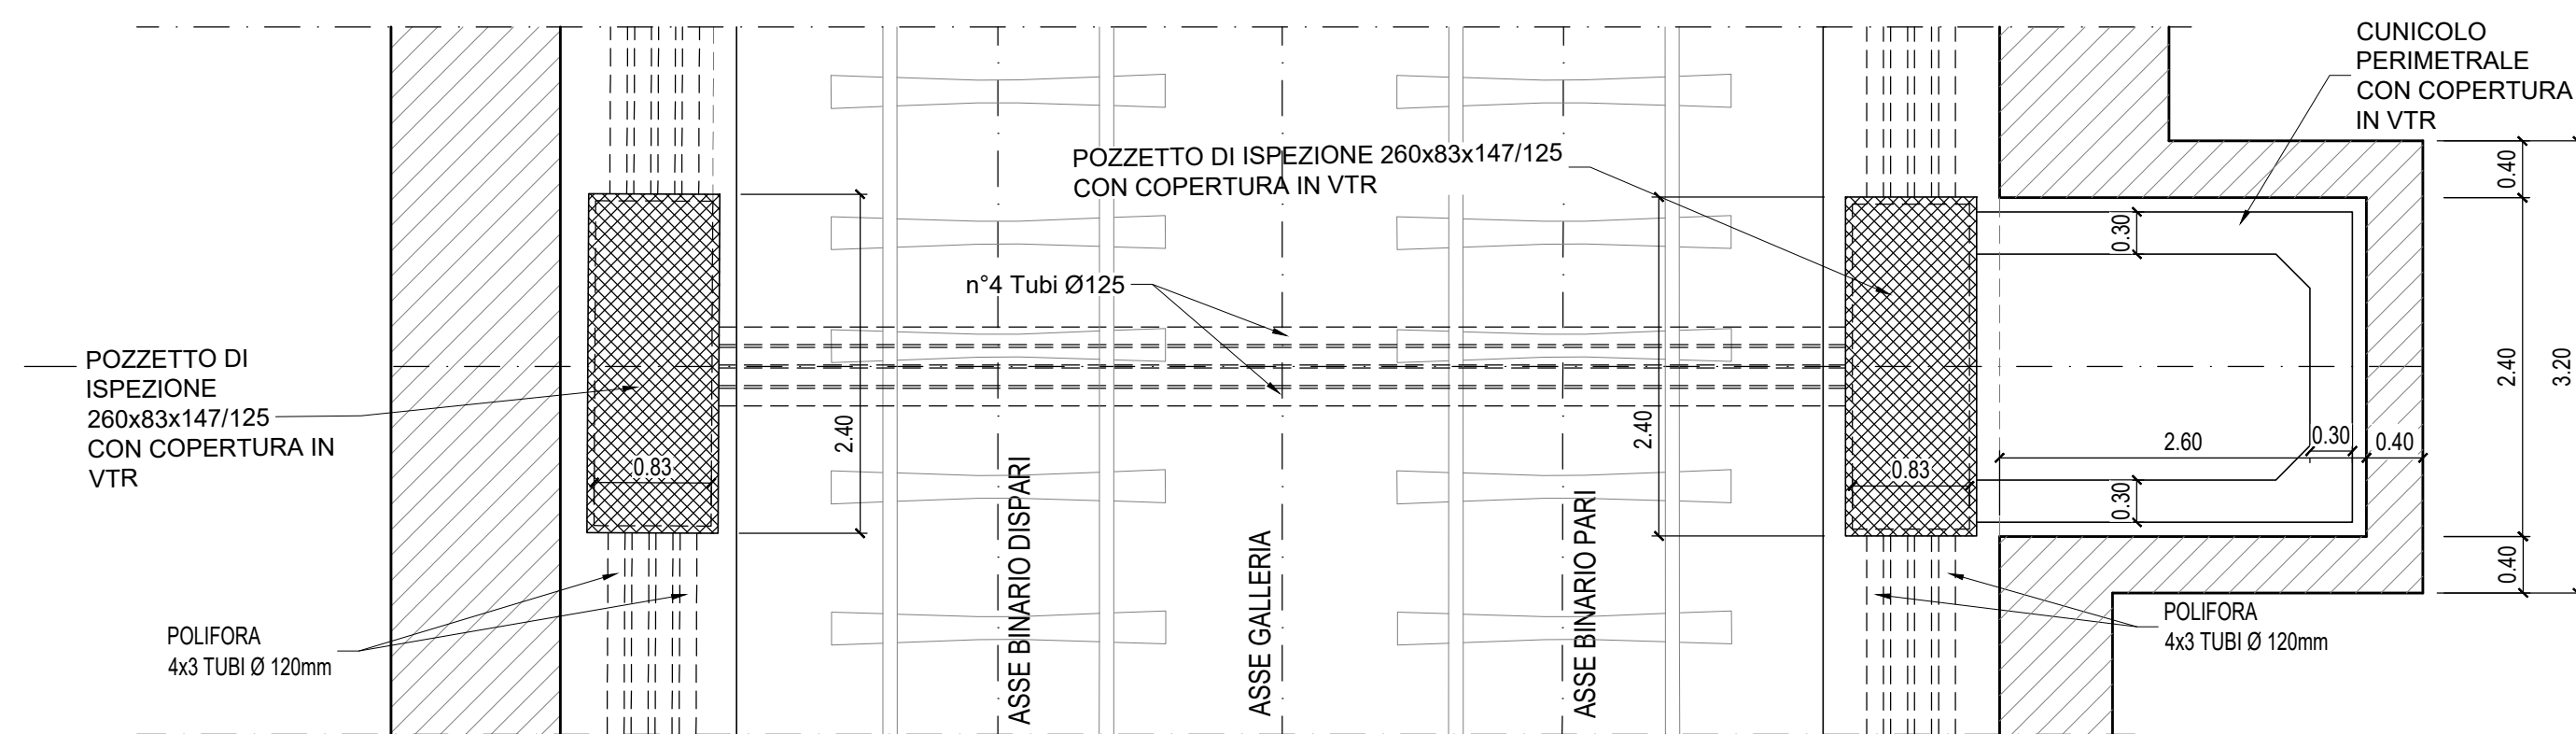 CUNICOLO
PERIMETRALE
CON COPERTURA
IN VTR
POZZETTO DI ISPEZIONE 260x83x147/125
CON COPERTURA IN VTR
n°4 Tubi Ø125
POZZETTO DI
ISPEZIONE
260x83x147/125
CON COPERTURA IN
VTR
0.83
2.40
2.40
0.83
0.30
0.30
2.60
0.30
0.40
0.40
2.40
0.40
3.20
ASSE BINARIO DISPARI
ASSE GALLERIA
ASSE BINARIO PARI
POLIFORA
4x3 TUBI Ø 120mm
POLIFORA
4x3 TUBI Ø 120mm